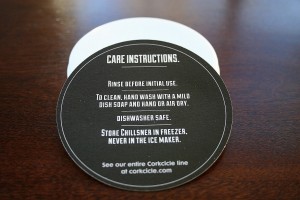 CARE INSTRUCTIONS.
RINSE BEFORE INITIAL USE.
TO CLEAN, HAND WASH WITH A MILD
DISH SOAP AND HAND OR AIR DRY.
DISHWASHER SAFE.
STORE CHILLSNER IN FREEZER,
NEVER IN THE ICE MAKER.
See our entire Corkcicle line
at corkcicle.com